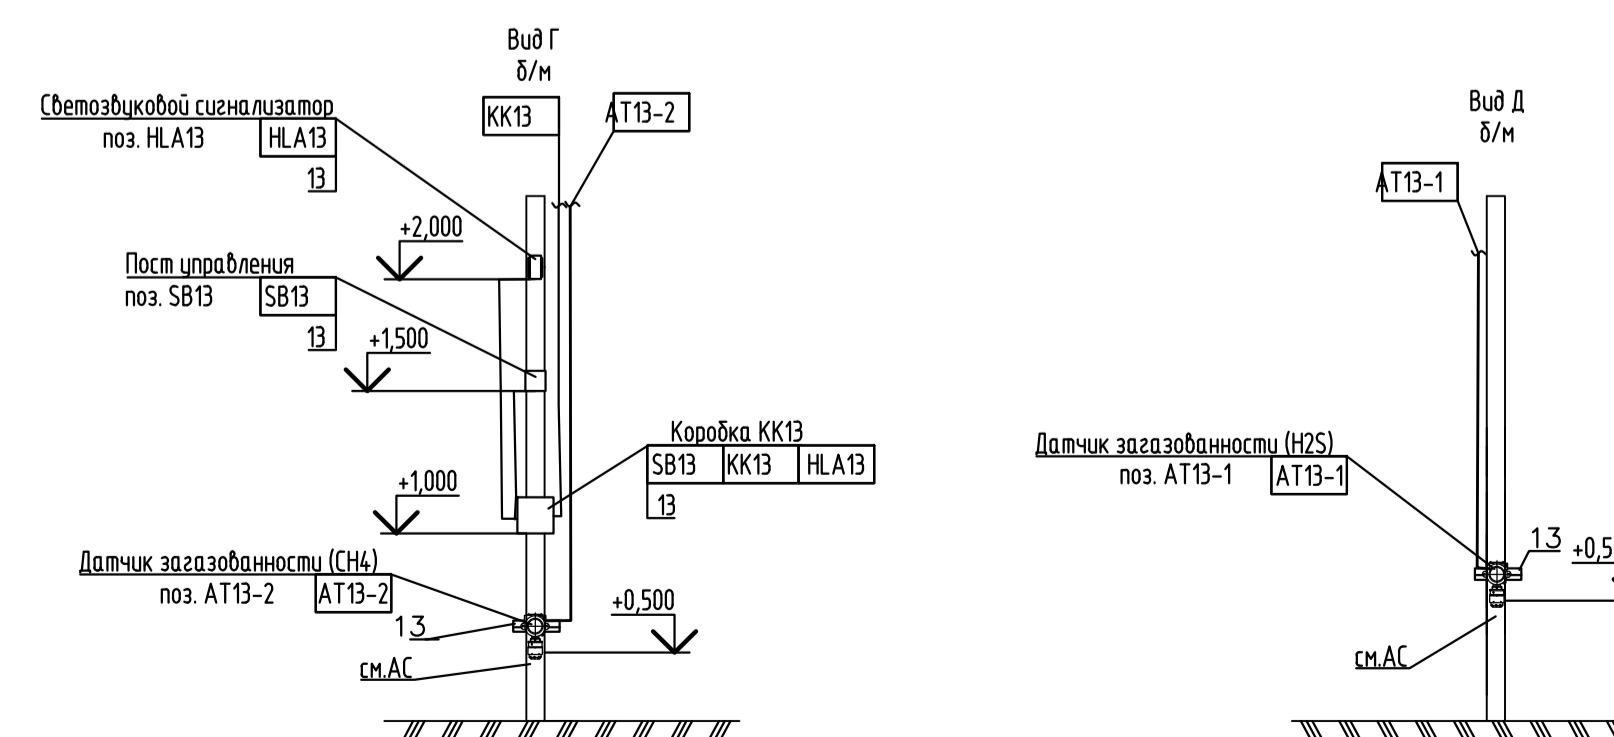 Вид Г
б/м
КК13
АТ13-2
Светозвуковой сигнализатор
поз. HLA13
HLA13
13
+2,000
Пост управления
поз. SB13
SB13
13
+1,500
Коробка КК13
SB13 КК13 HLA13
13
+1,000
Датчик загазованности (СН4)
поз. АТ13-2
АТ13-2
13
+0,500
см.АС
Вид Д
б/м
АТ13-1
Датчик загазованности (H2S)
поз. АТ13-1
АТ13-1
13
+0,5
см.АС